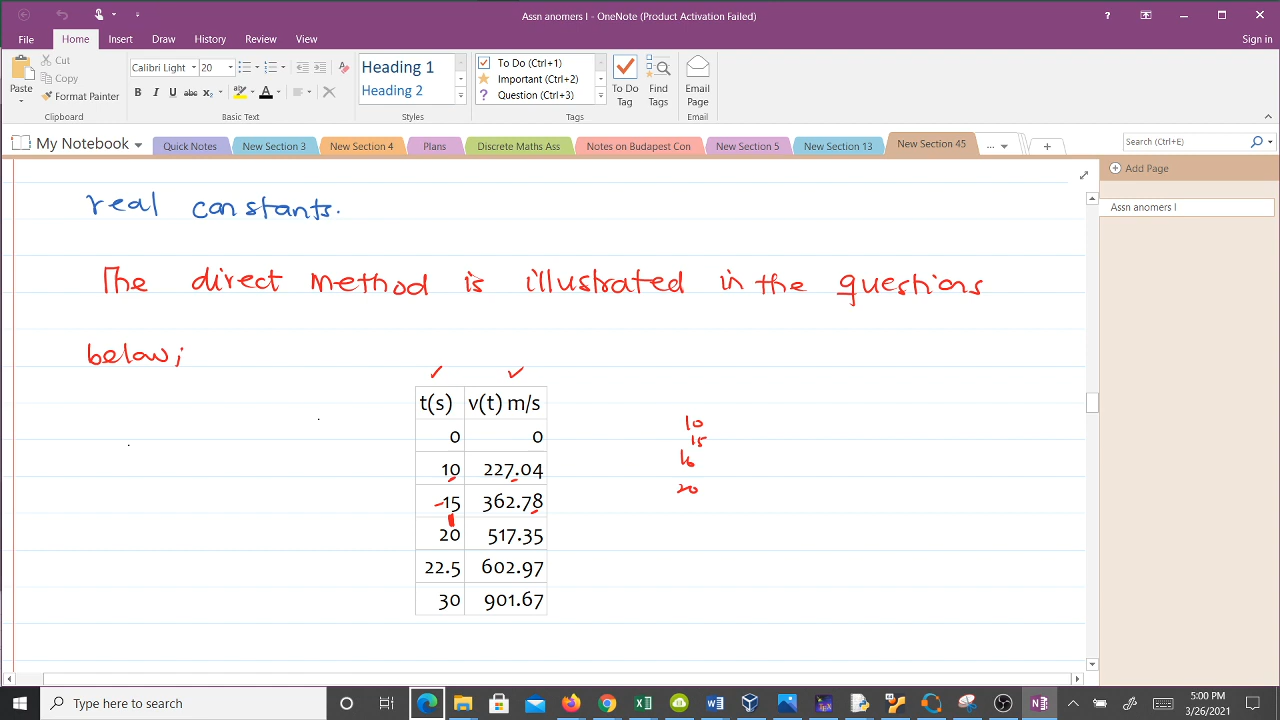 Assn anomers I - OneNote (Product Activation Failed)
File Home Insert Draw History Review View Sign in
Paste Cut Copy Format Painter
Clipboard
Calibri Light 20
B I U abc x₂ A
Basic Text
Heading 1
Heading 2
Styles
To Do (Ctrl+1)
Important (Ctrl+2)
Question (Ctrl+3)
To Do Tag
Find Tags
Tags
Email Page
Email
My Notebook Quick Notes New Section 3 New Section 4 Plans Discrete Maths Ass Notes on Budapest Con New Section 5 New Section 13 New Section 45 ... Search (Ctrl+E)
Add Page
Assn anomers I
real constants.
The direct method is illustrated in the questions
below;
t(s) v(t) m/s
0 0
10 227.04
15 362.78
20 517.35
22.5 602.97
30 901.67
10
15
16
20
Type here to search
5:00 PM
3/26/2021